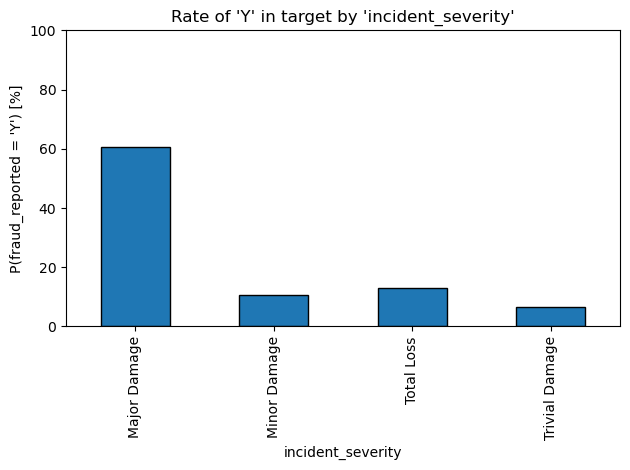 Rate of 'Y' in target by 'incident_severity'
P(fraud_reported = 'Y') [%]
100
80
60
40
20
0
Major Damage
Minor Damage
Total Loss
Trivial Damage
incident_severity